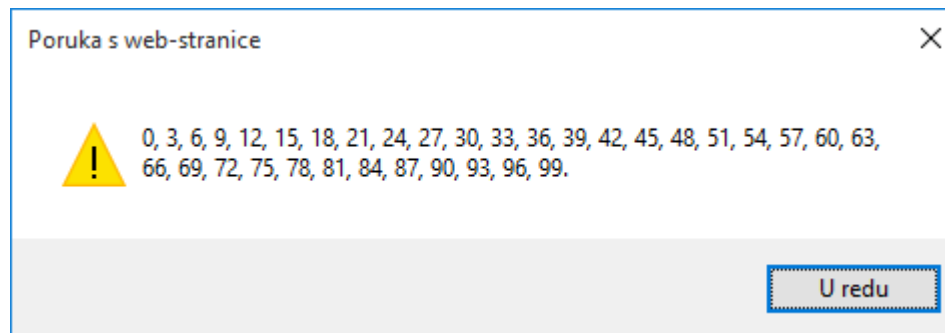 Poruka s web-stranice
0, 3, 6, 9, 12, 15, 18, 21, 24, 27, 30, 33, 36, 39, 42, 45, 48, 51, 54, 57, 60, 63,
66, 69, 72, 75, 78, 81, 84, 87, 90, 93, 96, 99.
U redu